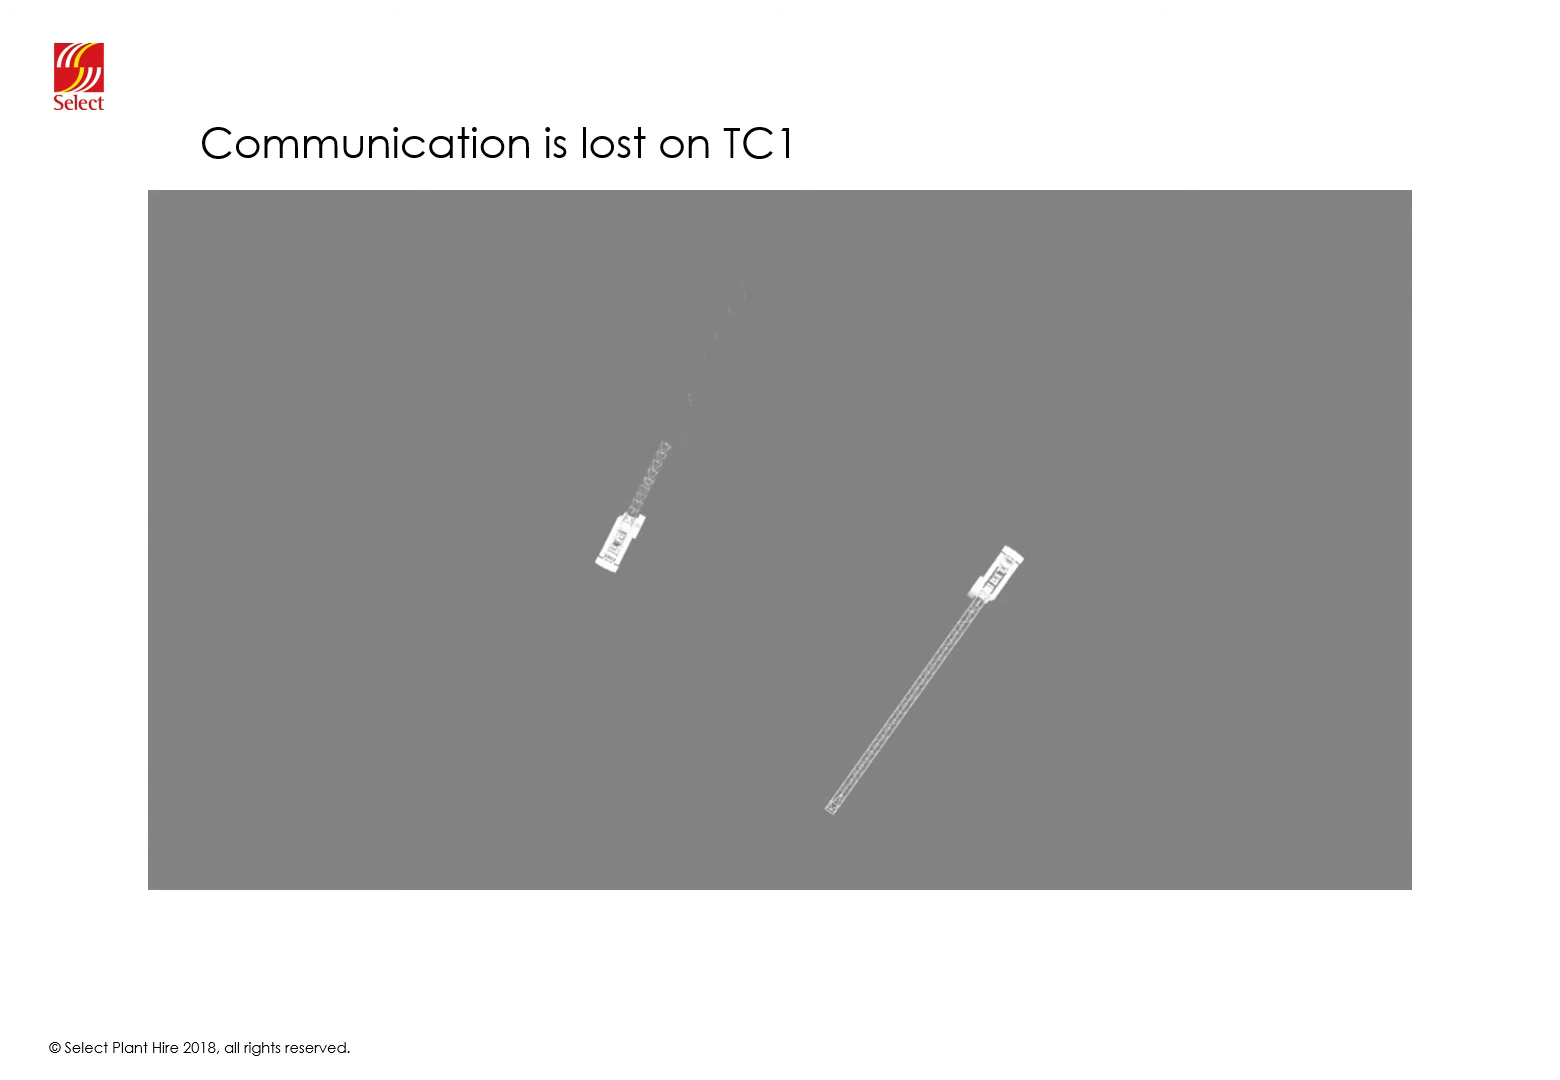 Select
Communication is lost on TC1
© Select Plant Hire 2018, all rights reserved.